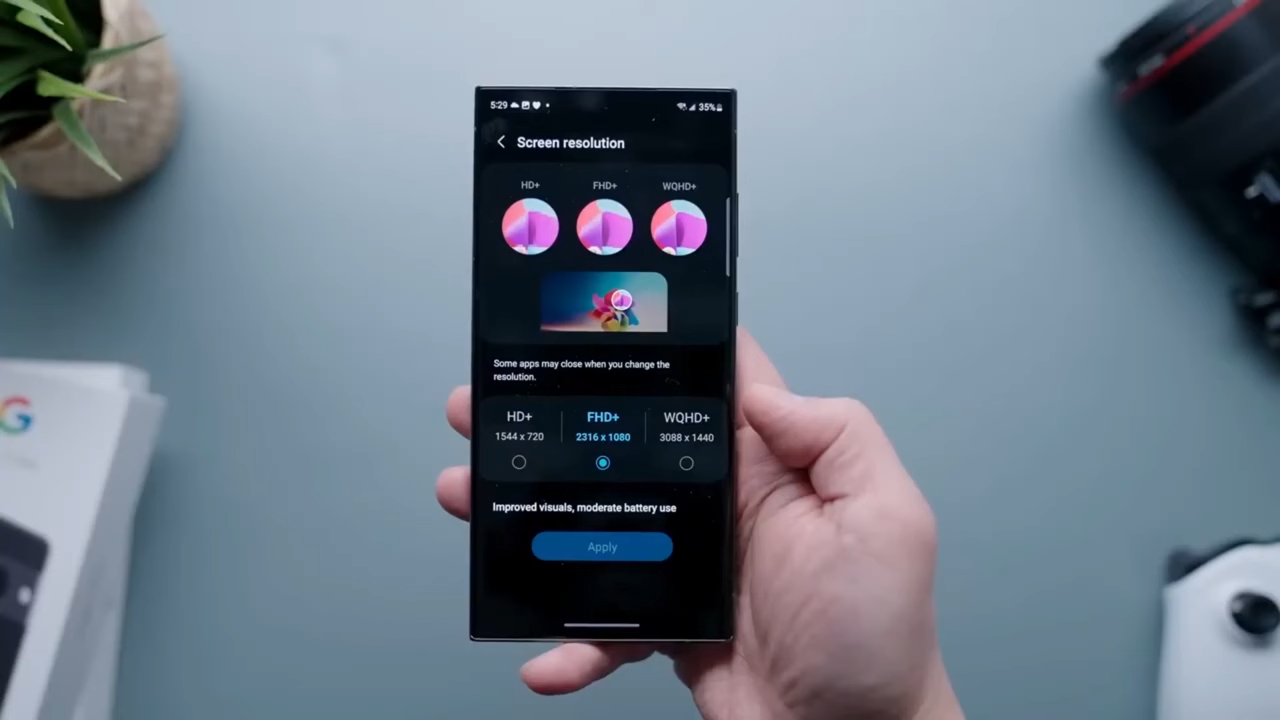 5:29
35%
Screen resolution
HD+ FHD+ WQHD+
Some apps may close when you change the
resolution.
HD+ FHD+ WQHD+
1544 x 720 2316 x 1080 3088 x 1440
Improved visuals, moderate battery use
Apply
G